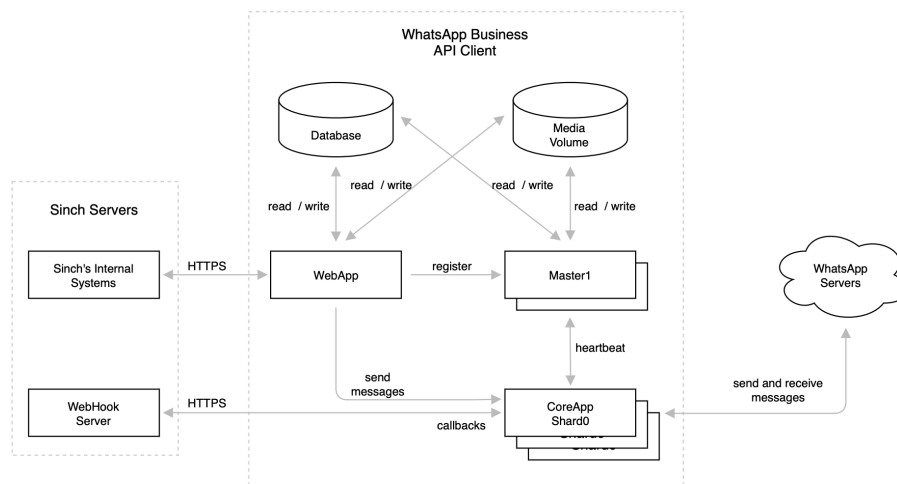 WhatsApp Business
API Client
Database
Media
Volume
read / write
read / write
read / write
read / write
Sinch Servers
Sinch's Internal
Systems
HTTPS
WebApp
register
Master1
WhatsApp
Servers
heartbeat
send
messages
send and receive
messages
WebHook
Server
HTTPS
callbacks
CoreApp
Shard0